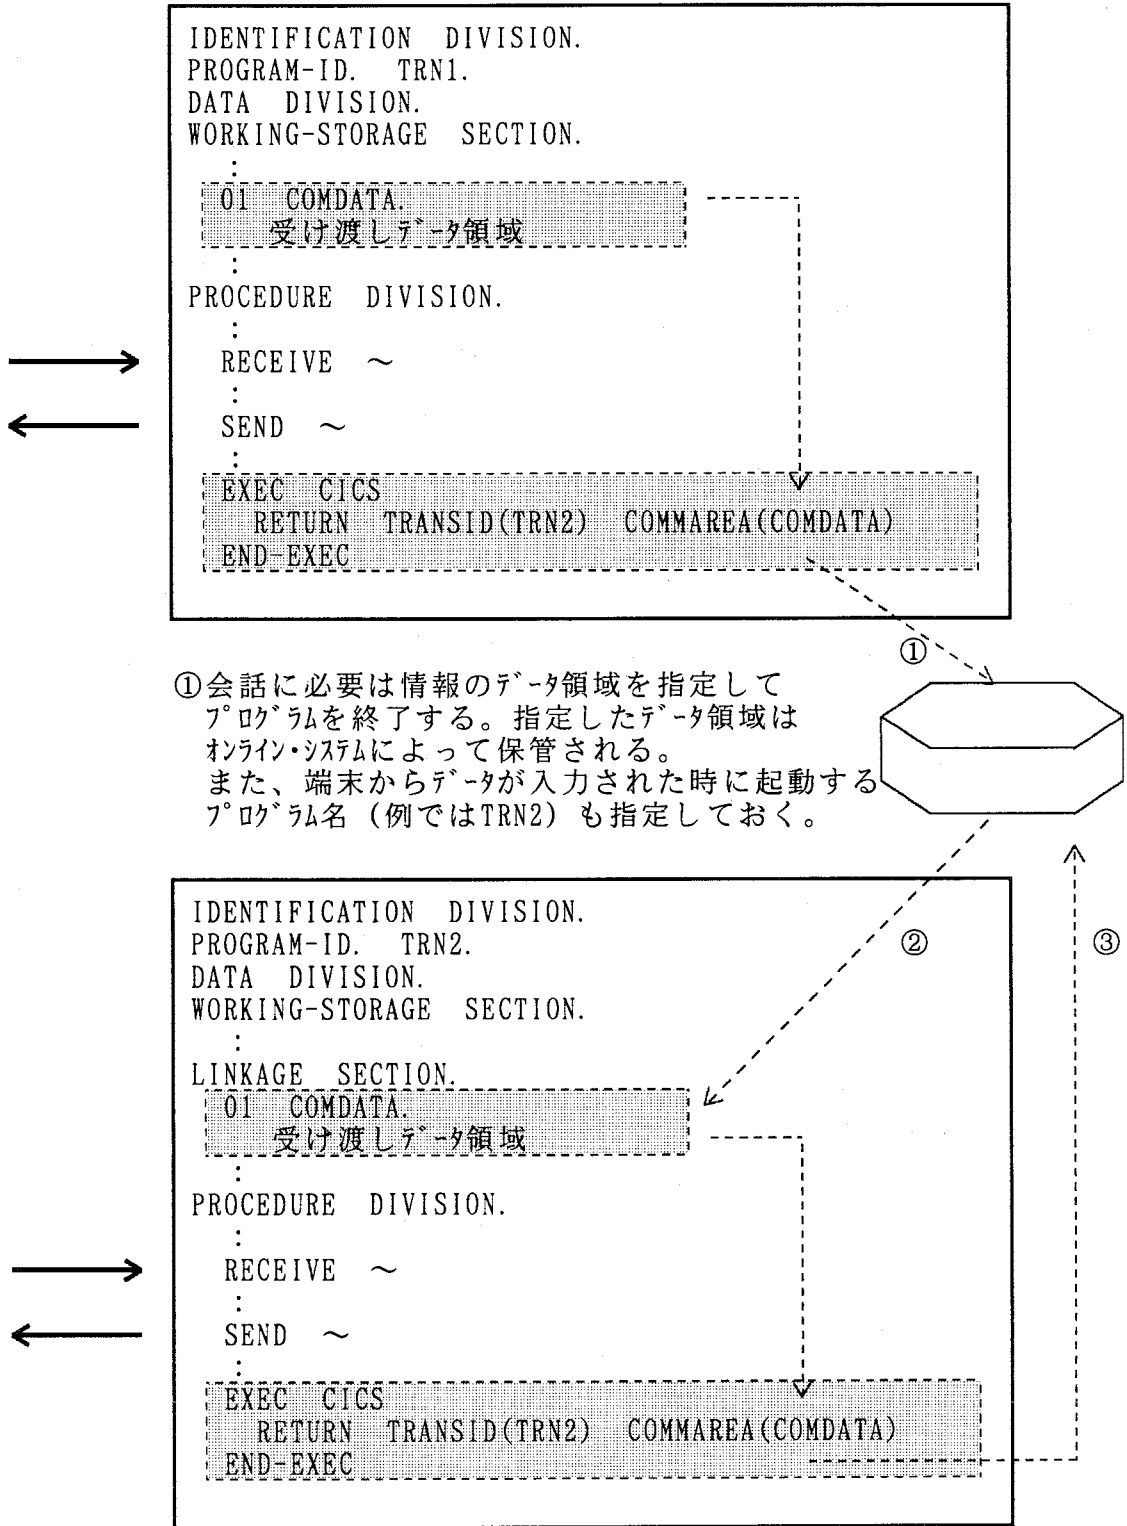 IDENTIFICATION DIVISION.
PROGRAM-ID. TRN1.
DATA DIVISION.
WORKING-STORAGE SECTION.
:
01 COMDATA.
受け渡しﾃﾞｰﾀ領域
:
PROCEDURE DIVISION.
:
RECEIVE ～
:
SEND ～
:
EXEC CICS
RETURN TRANSID(TRN2) COMMAREA(COMDATA)
END-EXEC
①
①会話に必要は情報のﾃﾞｰﾀ領域を指定して
ﾌﾟﾛｸﾞﾗﾑを終了する。指定したﾃﾞｰﾀ領域は
ｵﾝﾗｲﾝ･ｼｽﾃﾑによって保管される。
また、端末からﾃﾞｰﾀが入力された時に起動する
ﾌﾟﾛｸﾞﾗﾑ名（例ではTRN2）も指定しておく。
IDENTIFICATION DIVISION.
PROGRAM-ID. TRN2.
②
③
DATA DIVISION.
WORKING-STORAGE SECTION.
:
LINKAGE SECTION.
01 COMDATA.
受け渡しﾃﾞｰﾀ領域
:
PROCEDURE DIVISION.
:
RECEIVE ～
:
SEND ～
:
EXEC CICS
RETURN TRANSID(TRN2) COMMAREA(COMDATA)
END-EXEC